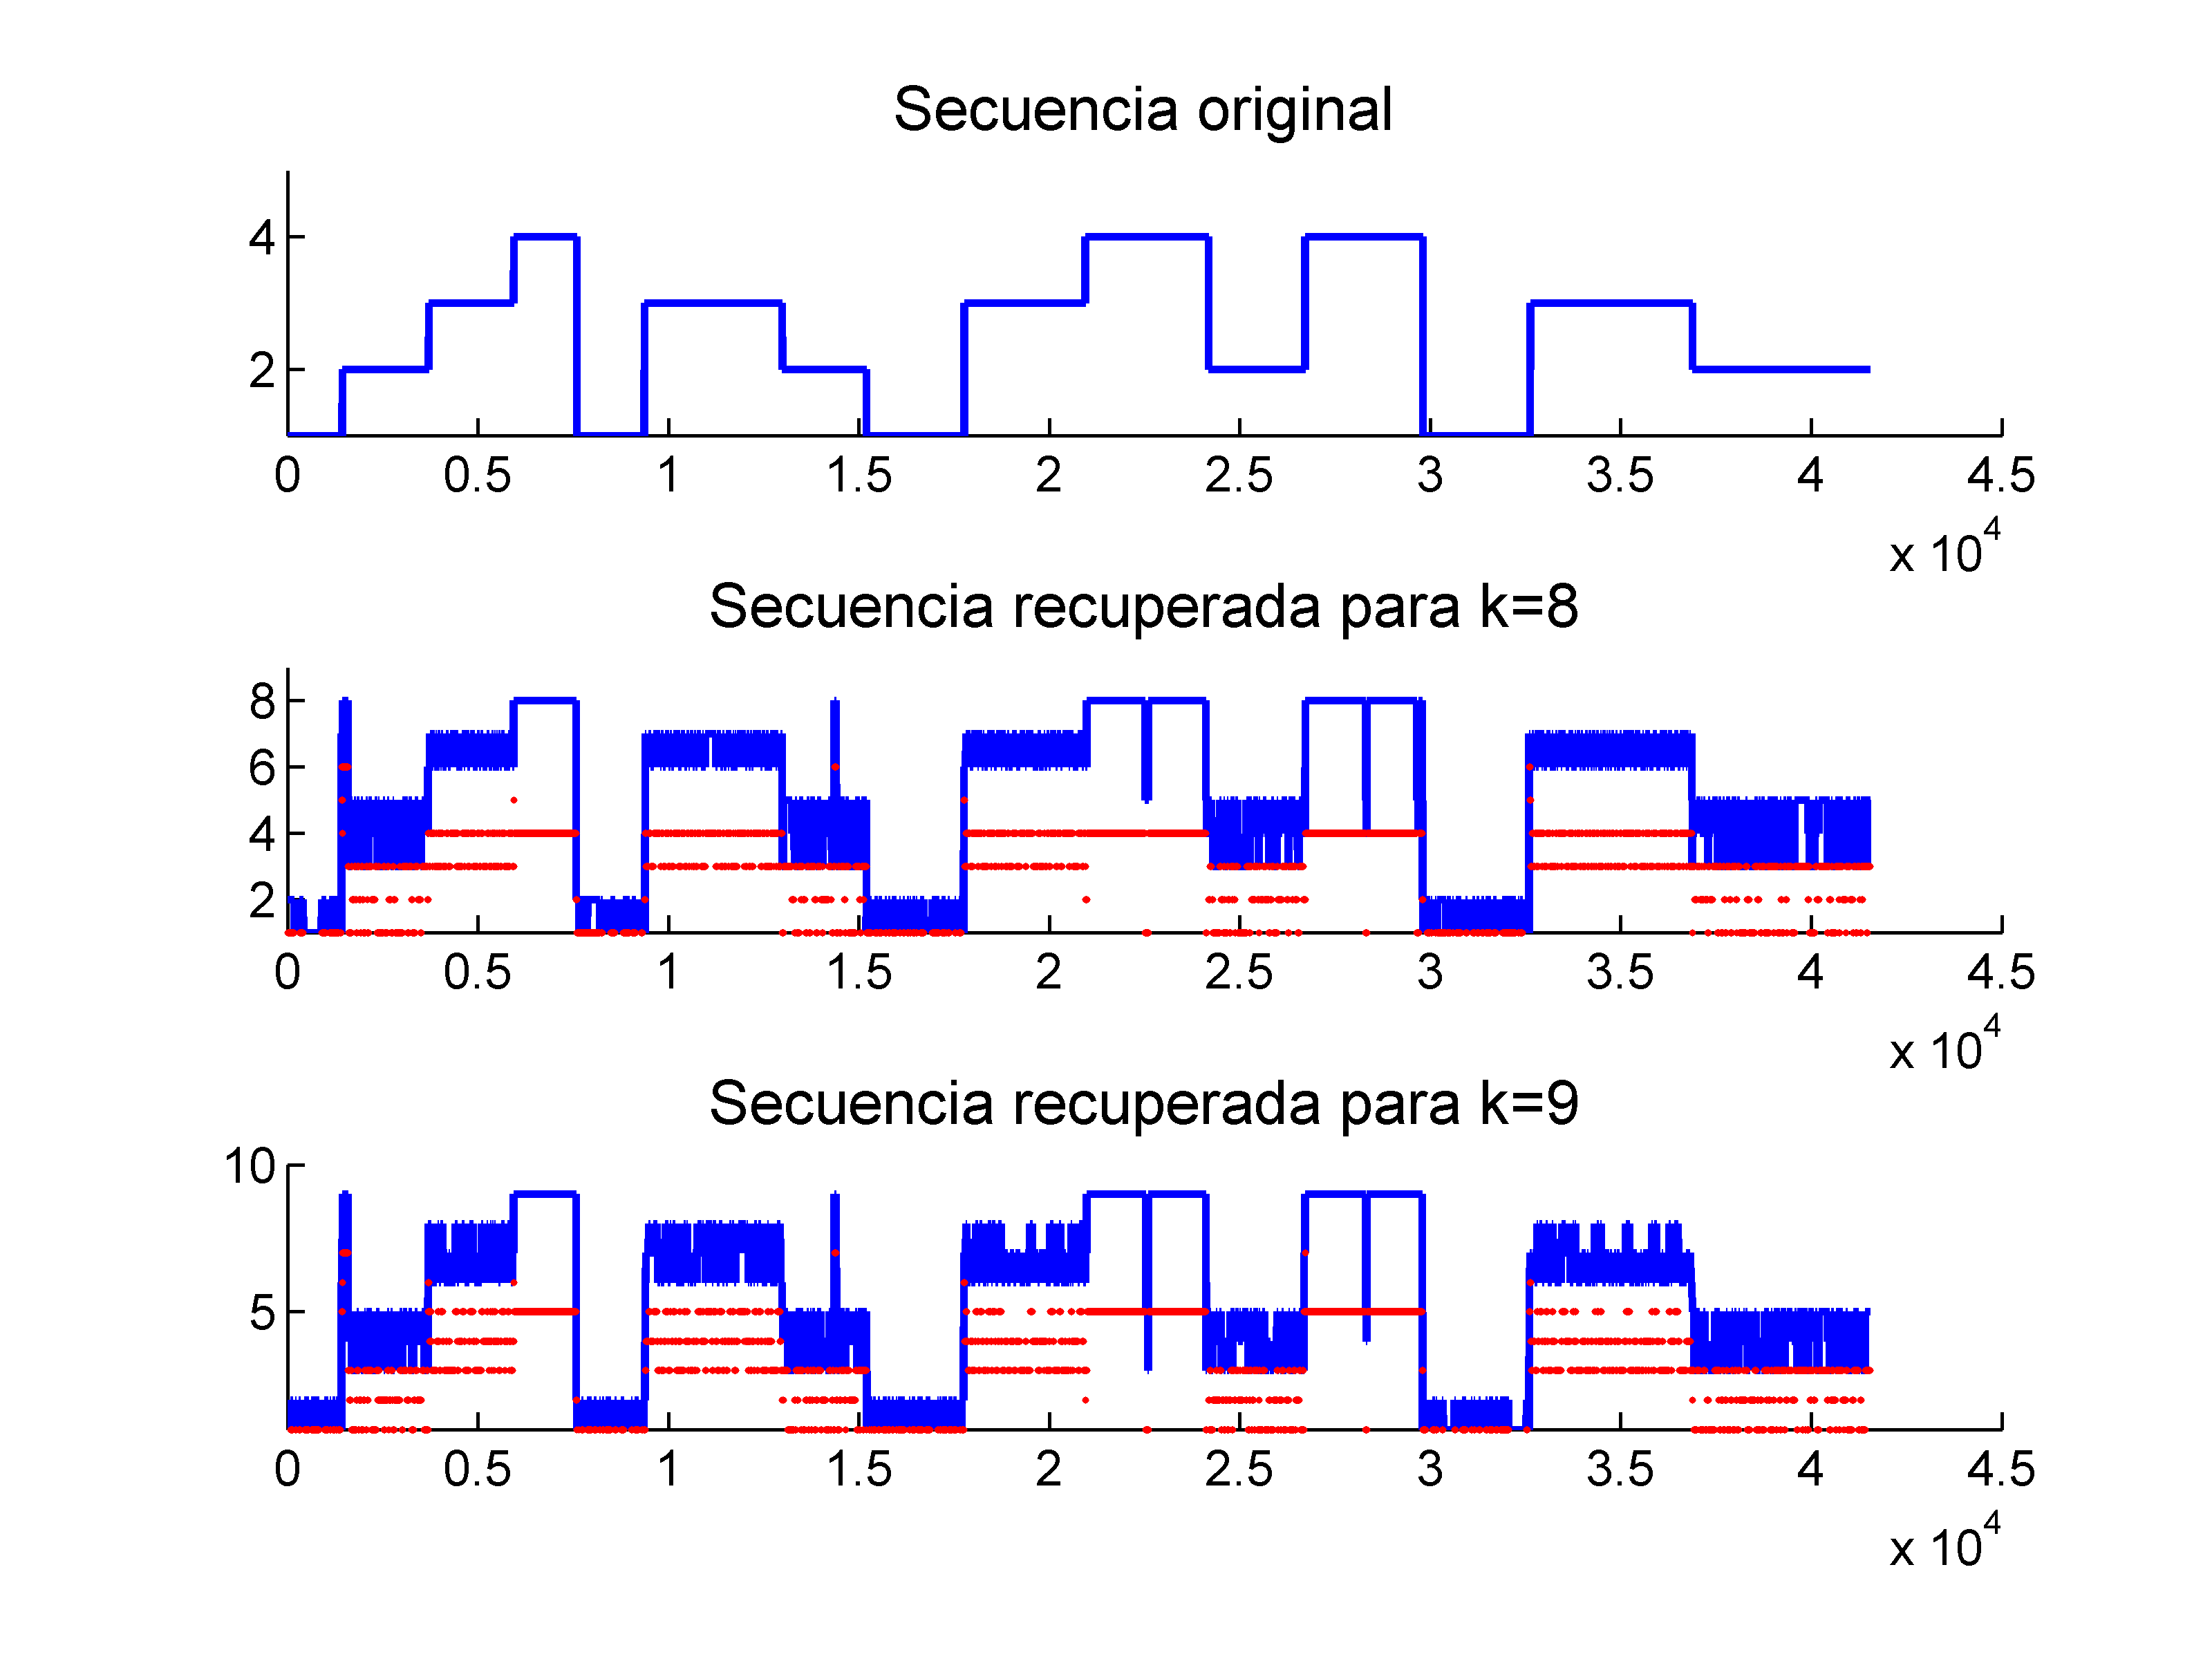 Secuencia original
4
2
0 0.5 1 1.5 2 2.5 3 3.5 4 4.5
x 10^4
Secuencia recuperada para k=8
8
6
4
2
0 0.5 1 1.5 2 2.5 3 3.5 4 4.5
x 10^4
Secuencia recuperada para k=9
10
5
0 0.5 1 1.5 2 2.5 3 3.5 4 4.5
x 10^4